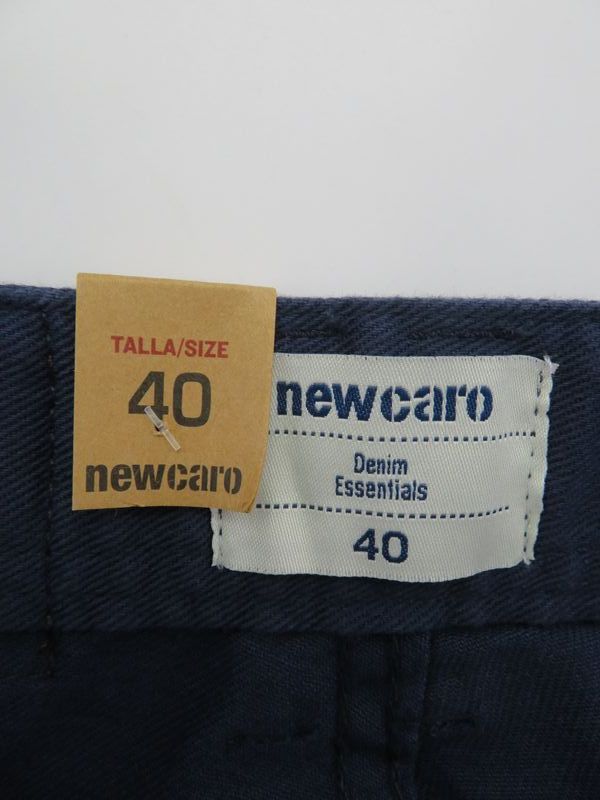 TALLA/SIZE
40
newcaro
newcaro
Denim
Essentials
40